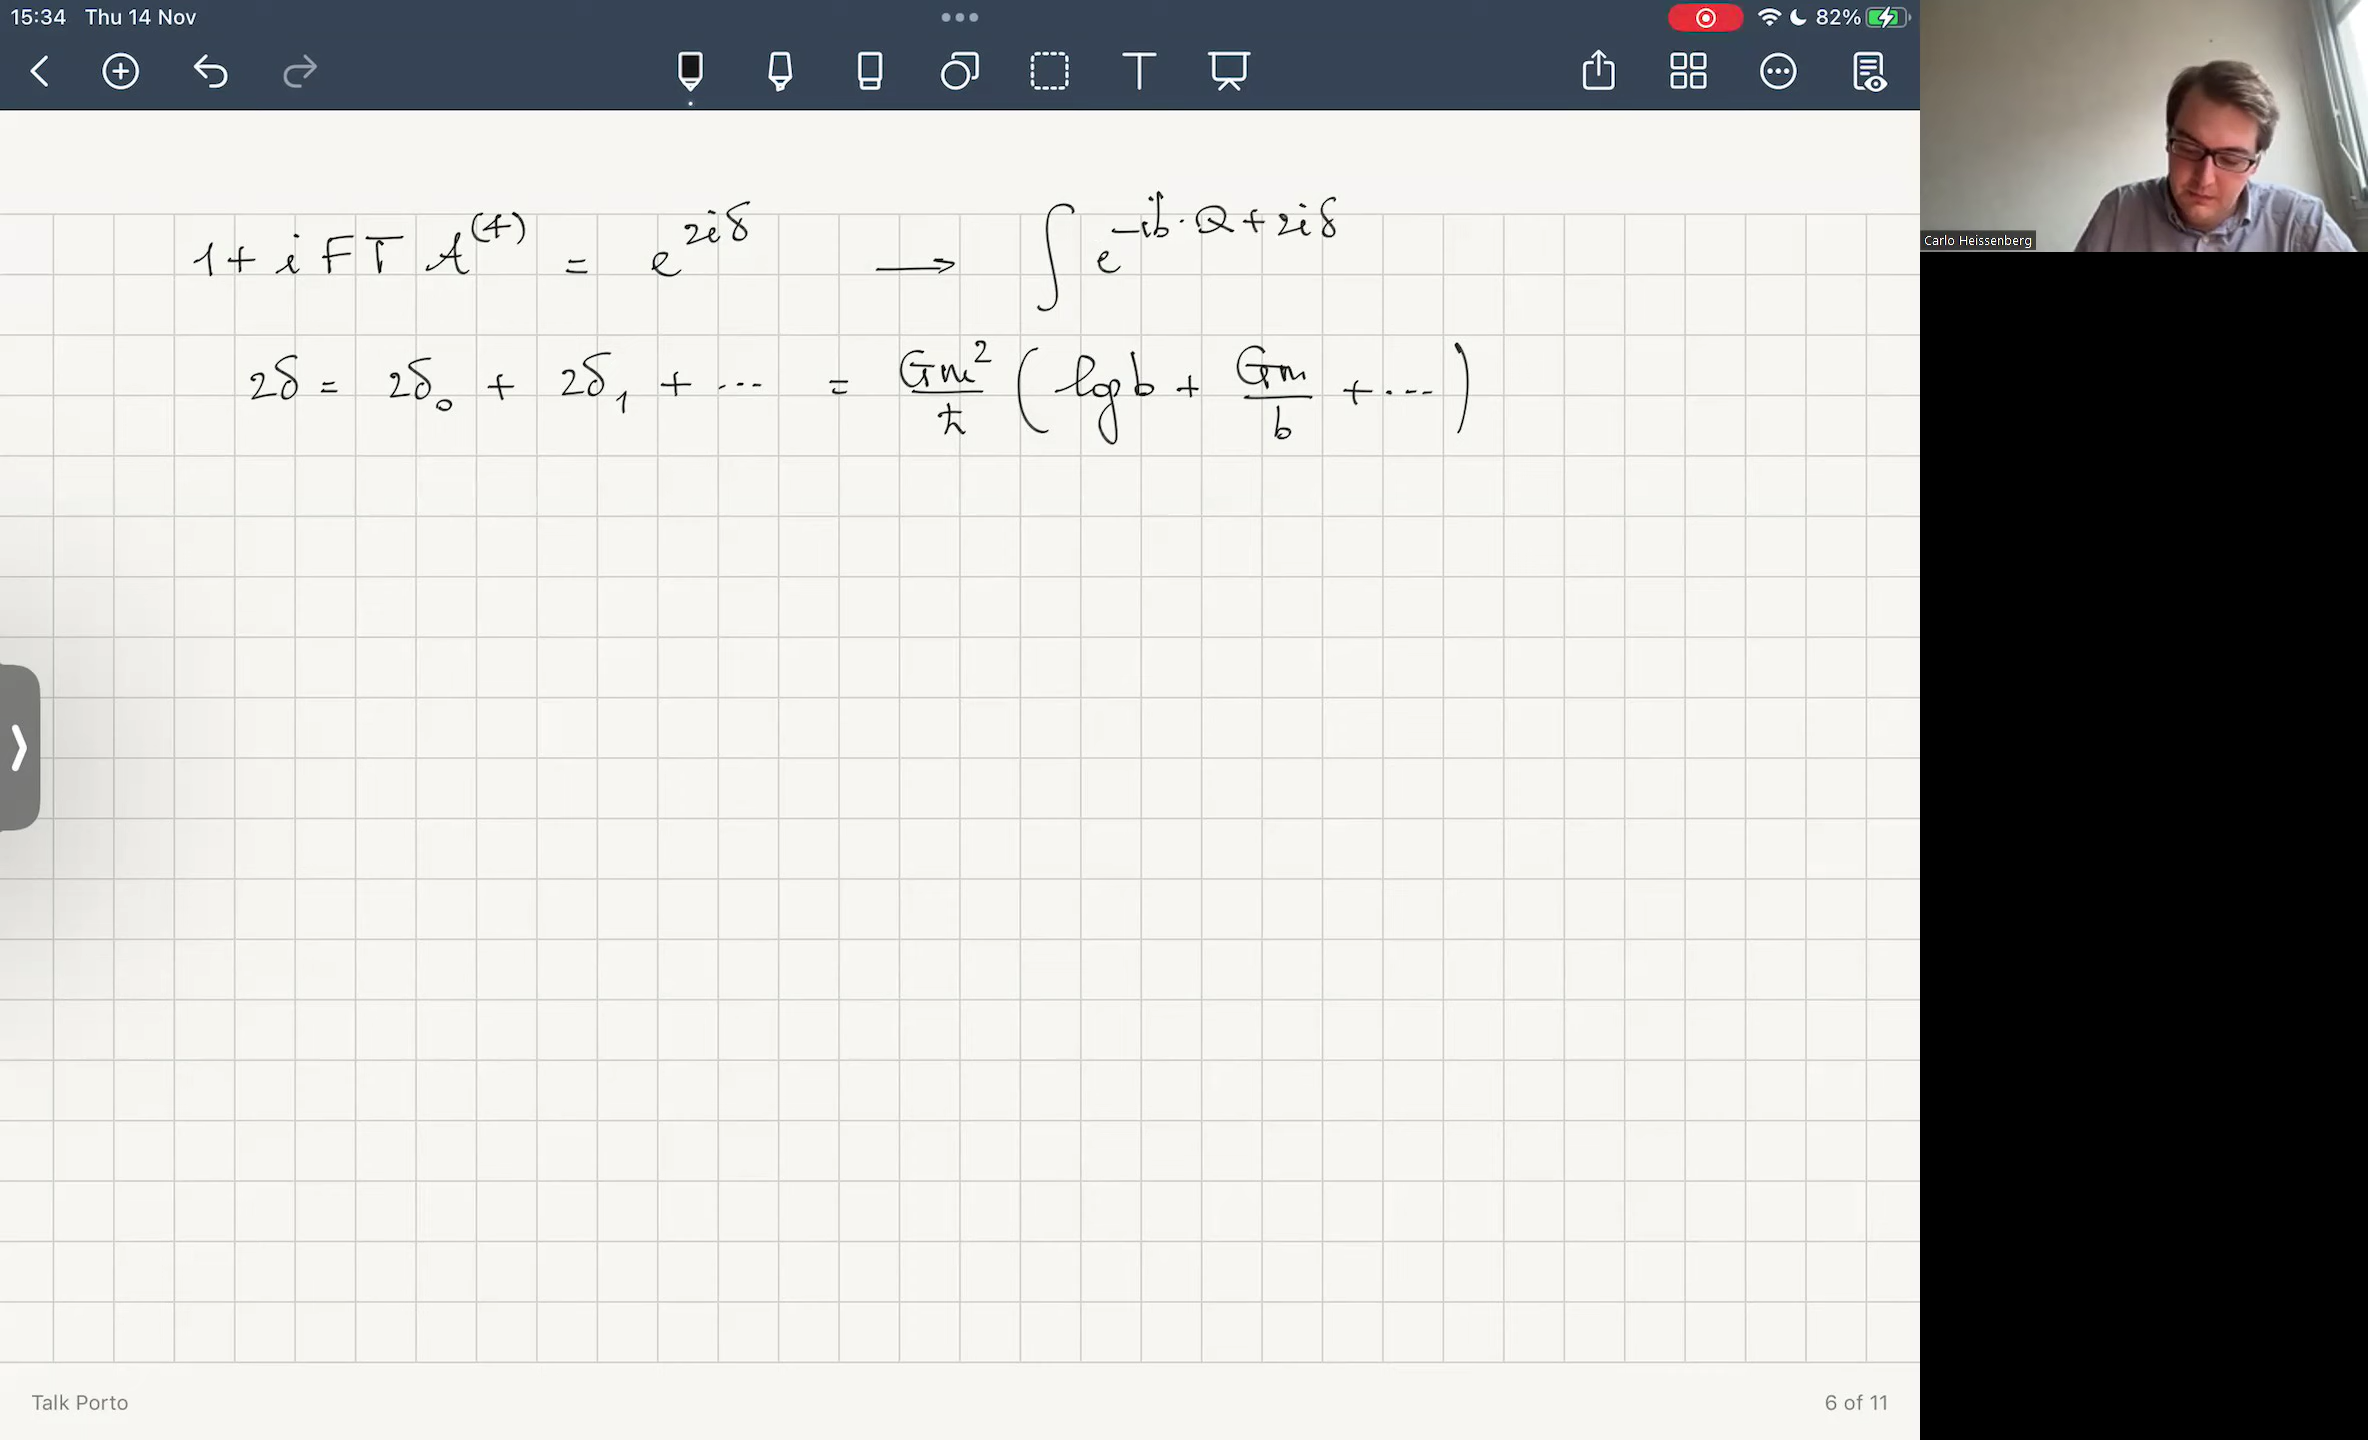 15:34 Thu 14 Nov
82%
Carlo Heissenberg
1 + i FT A^(4) = e^{2iδ} ⟶ ∫ e^{-ib·Q+2iδ}
2δ = 2δ₀ + 2δ₁ + ··· = Gm²/ħ ( log b + Gm/b + ··· )
Talk Porto
6 of 11